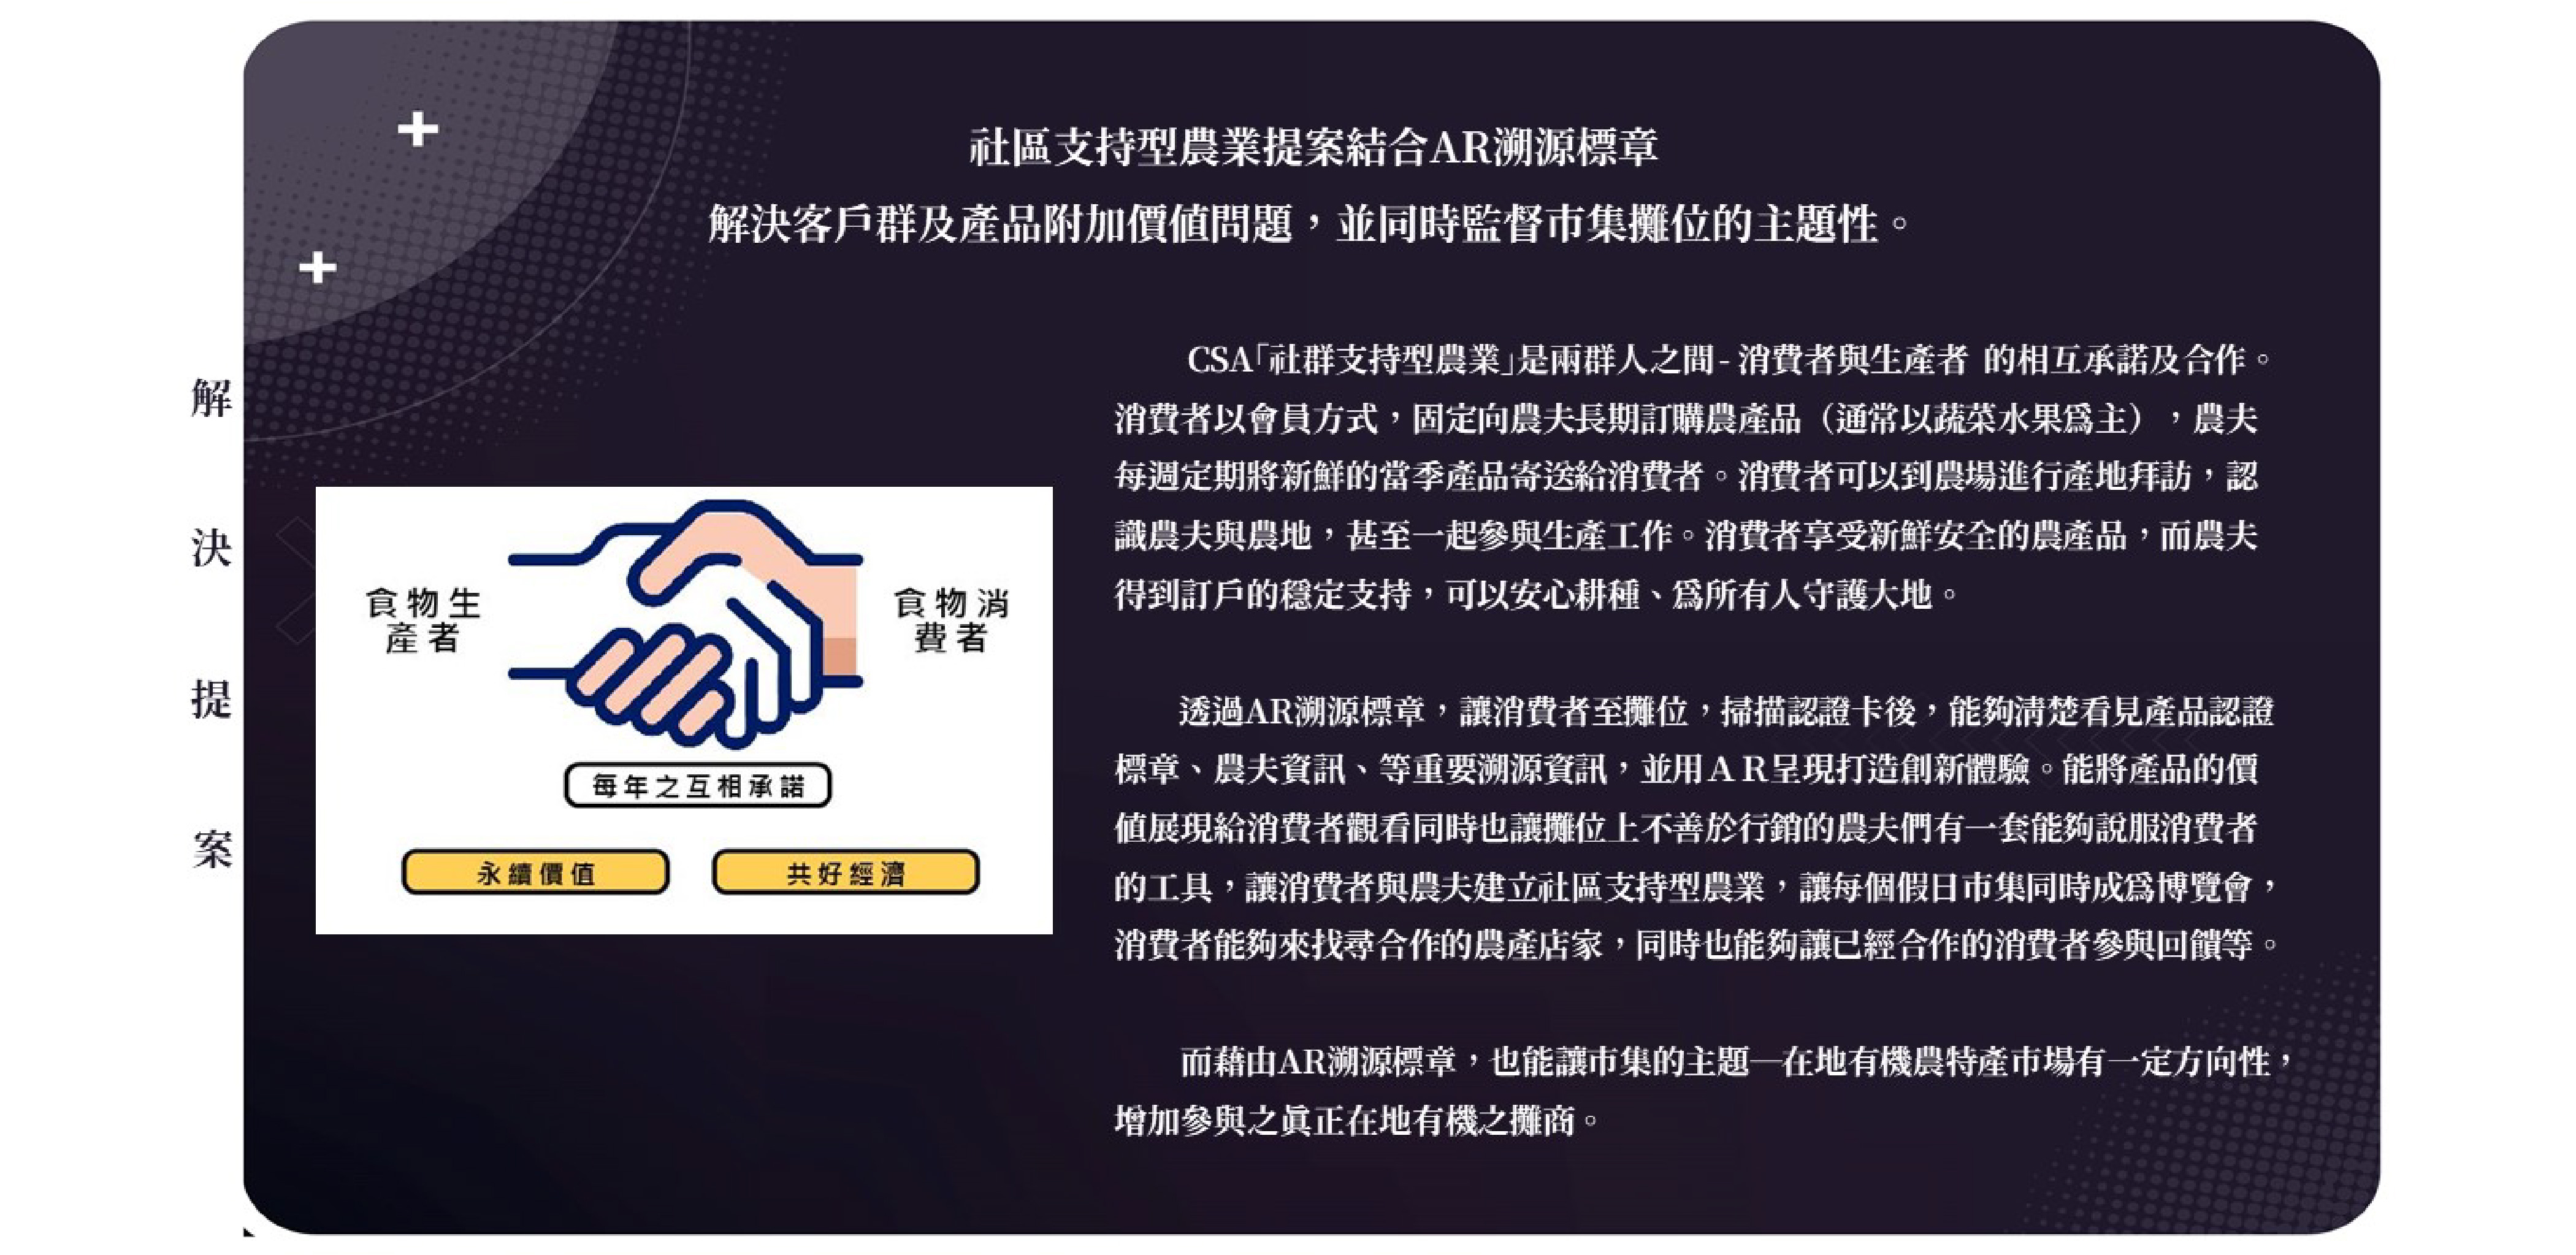 社區支持型農業提案結合AR溯源標章
解決客戶群及產品附加價值問題，並同時監督市集攤位的主題性。
解決提案
食物生
產者
食物消
費者
每年之互相承諾
永續價值
共好經濟
CSA「社群支持型農業」是兩群人之間-消費者與生產者 的相互承諾及合作。
消費者以會員方式，固定向農夫長期訂購農產品（通常以蔬菜水果為主），農夫
每週定期將新鮮的當季產品寄送給消費者。消費者可以到農場進行產地拜訪，認
識農夫與農地，甚至一起參與生產工作。消費者享受新鮮安全的農產品，而農夫
得到訂戶的穩定支持，可以安心耕種、為所有人守護大地。
透過AR溯源標章，讓消費者至攤位，掃描認證卡後，能夠清楚看見產品認證
標章、農夫資訊、等重要溯源資訊，並用ＡＲ呈現打造創新體驗。能將產品的價
值展現給消費者觀看同時也讓攤位上不善於行銷的農夫們有一套能夠說服消費者
的工具，讓消費者與農夫建立社區支持型農業，讓每個假日市集同時成為博覽會，
消費者能夠來找尋合作的農產店家，同時也能夠讓已經合作的消費者參與回饋等。
而藉由AR溯源標章，也能讓市集的主題—在地有機農特產市場有一定方向性，
增加參與之真正在地有機之攤商。